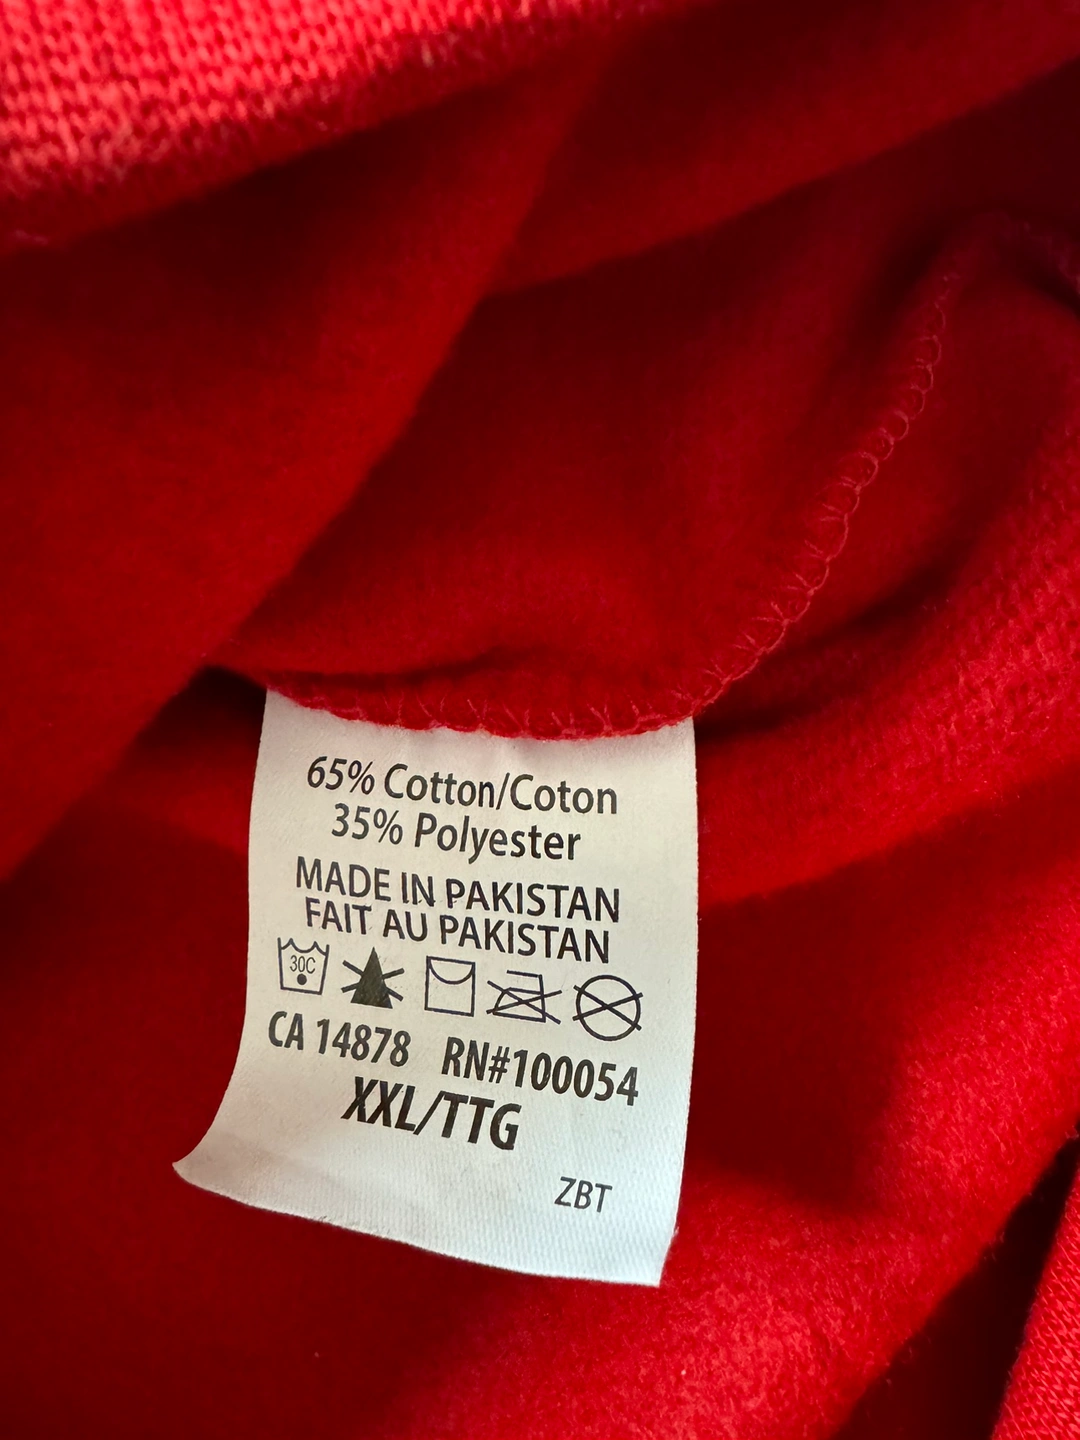 65% Cotton/Coton
35% Polyester
MADE IN PAKISTAN
FAIT AU PAKISTAN
30C
CA 14878 RN#100054
XXL/TTG
ZBT